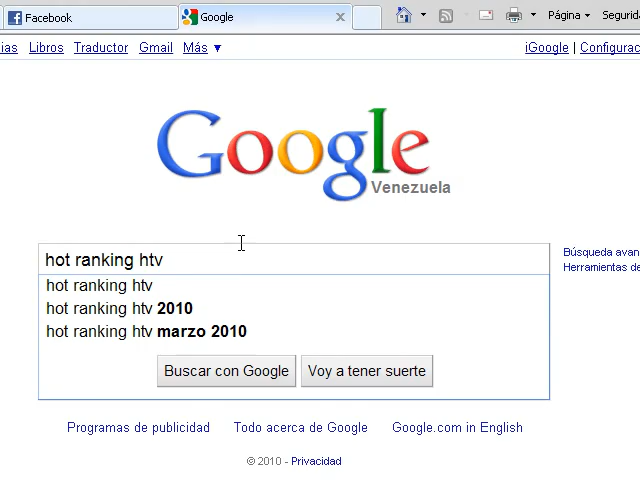 Facebook Google Página Segurid
ias Libros Traductor Gmail Más ▼ iGoogle | Configurac
Google
Venezuela
hot ranking htv
Búsqueda avan
Herramientas de
hot ranking htv
hot ranking htv 2010
hot ranking htv marzo 2010
Buscar con Google Voy a tener suerte
Programas de publicidad Todo acerca de Google Google.com in English
© 2010 - Privacidad